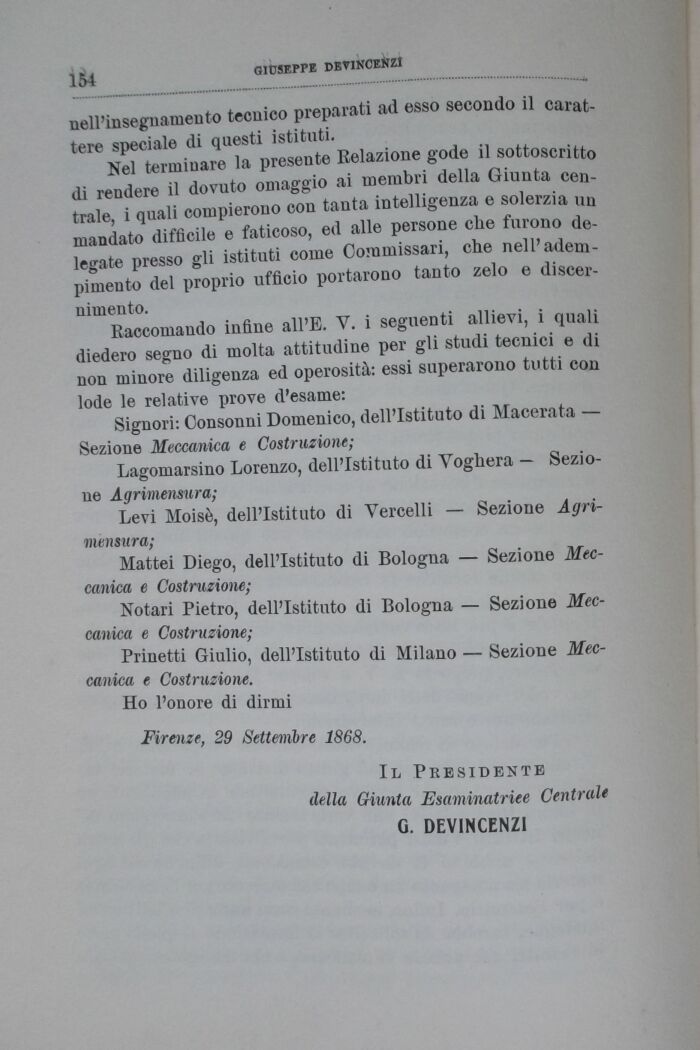 154
GIUSEPPE DEVINCENZI
nell'insegnamento tecnico preparati ad esso secondo il carat-
tere speciale di questi istituti.
Nel terminare la presente Relazione gode il sottoscritto
di rendere il dovuto omaggio ai membri della Giunta cen-
trale, i quali compierono con tanta intelligenza e solerzia un
mandato difficile e faticoso, ed alle persone che furono de-
legate presso gli istituti come Commissari, che nell'adem-
pimento del proprio ufficio portarono tanto zelo e discer-
nimento.
Raccomando infine all'E. V. i seguenti allievi, i quali
diedero segno di molta attitudine per gli studi tecnici e di
non minore diligenza ed operosità: essi superarono tutti con
lode le relative prove d'esame:
Signori: Consonni Domenico, dell'Istituto di Macerata —
Sezione Meccanica e Costruzione;
Lagomarsino Lorenzo, dell'Istituto di Voghera — Sezio-
ne Agrimensura;
Levi Moisè, dell'Istituto di Vercelli — Sezione Agri-
mensura;
Mattei Diego, dell'Istituto di Bologna — Sezione Mec-
canica e Costruzione;
Notari Pietro, dell'Istituto di Bologna — Sezione Mec-
canica e Costruzione;
Prinetti Giulio, dell'Istituto di Milano — Sezione Mec-
canica e Costruzione.
Ho l'onore di dirmi
Firenze, 29 Settembre 1868.
IL PRESIDENTE
della Giunta Esaminatriee Centrale
G. DEVINCENZI